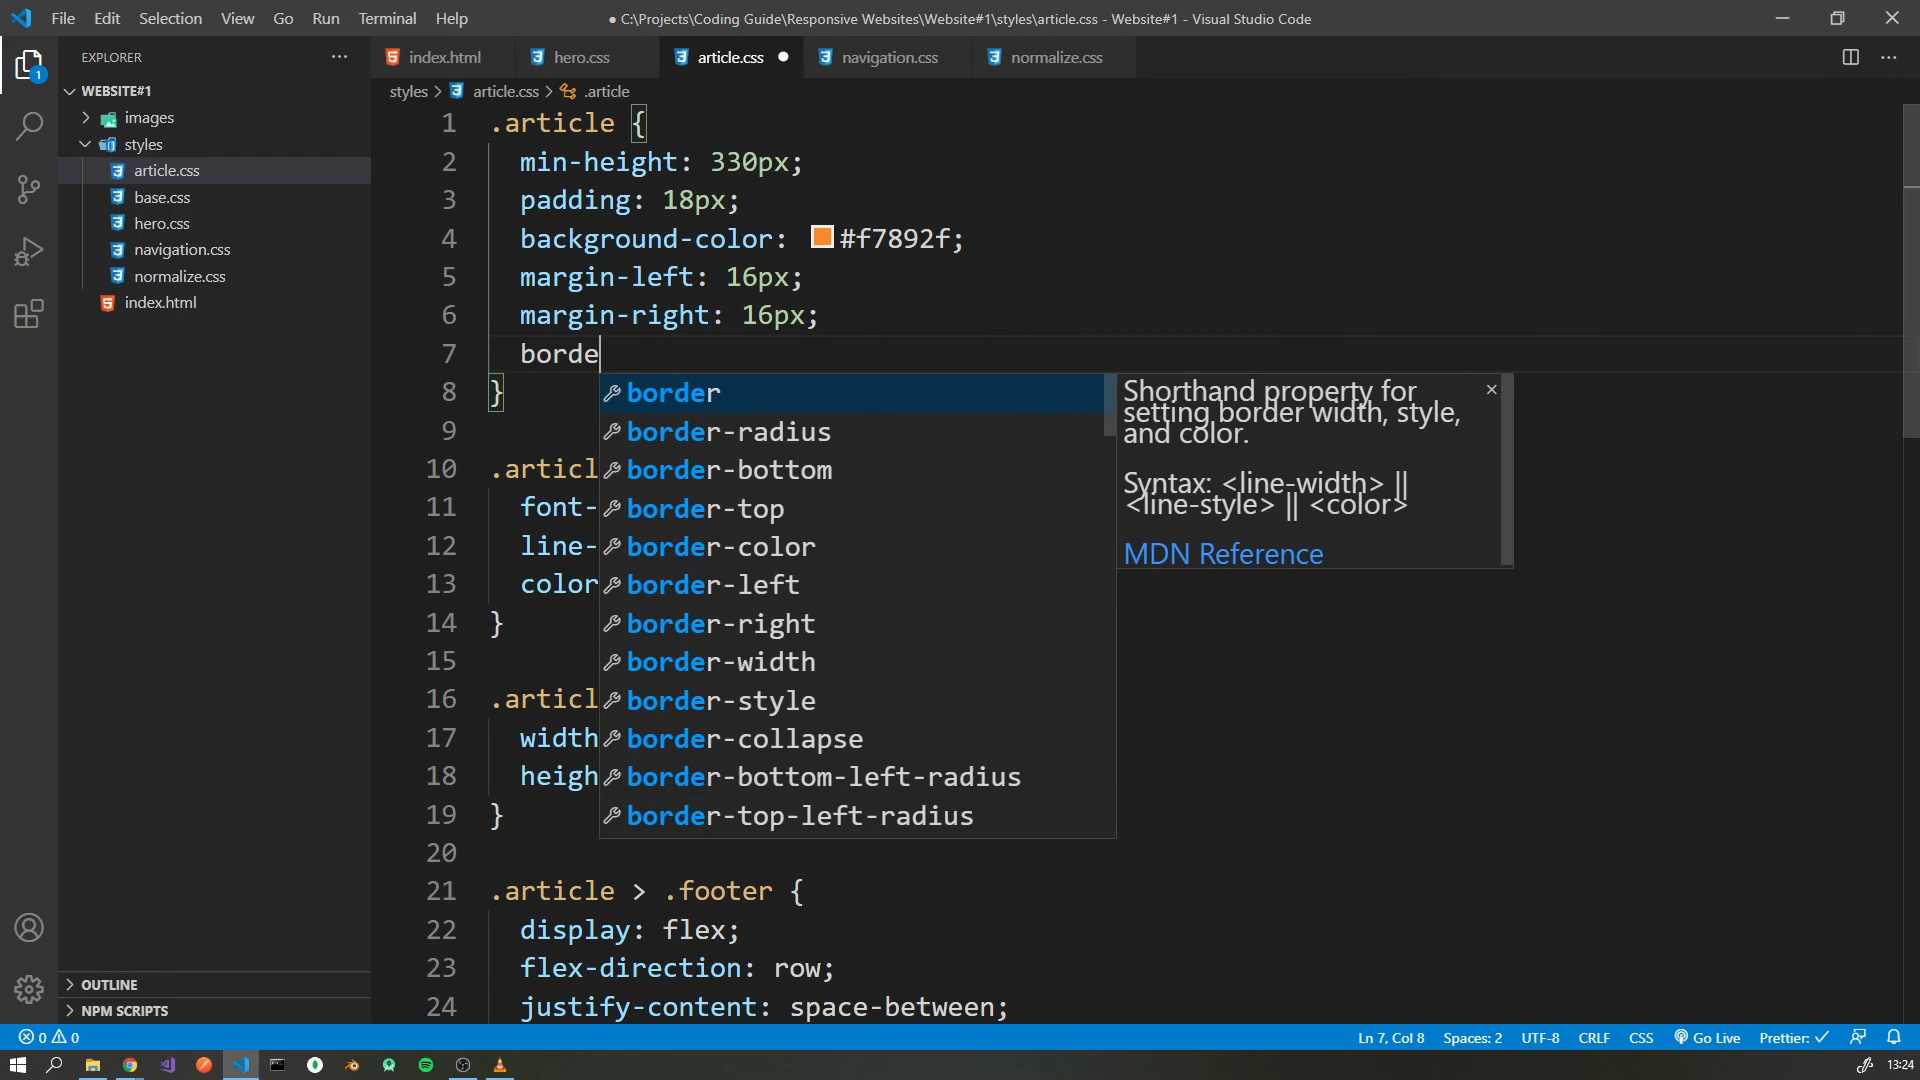 File Edit Selection View Go Run Terminal Help
● C:\Projects\Coding Guide\Responsive Websites\Website#1\styles\article.css - Website#1 - Visual Studio Code
EXPLORER
1
WEBSITE#1
images
styles
article.css
base.css
hero.css
navigation.css
normalize.css
index.html
OUTLINE
NPM SCRIPTS
index.html hero.css article.css navigation.css normalize.css
styles > article.css > .article
1 .article {
2 min-height: 330px;
3 padding: 18px;
4 background-color: #f7892f;
5 margin-left: 16px;
6 margin-right: 16px;
7 borde
8 }
9
10 .articl
11 font-
12 line-
13 color
14 }
15
16 .articl
17 width
18 heigh
19 }
20
21 .article > .footer {
22 display: flex;
23 flex-direction: row;
24 justify-content: space-between;
border
border-radius
border-bottom
border-top
border-color
border-left
border-right
border-width
border-style
border-collapse
border-bottom-left-radius
border-top-left-radius
Shorthand property for
setting border width, style,
and color.
Syntax: <line-width> ||
<line-style> || <color>
MDN Reference
0 0
Ln 7, Col 8 Spaces: 2 UTF-8 CRLF CSS Go Live Prettier: ✓
13:24